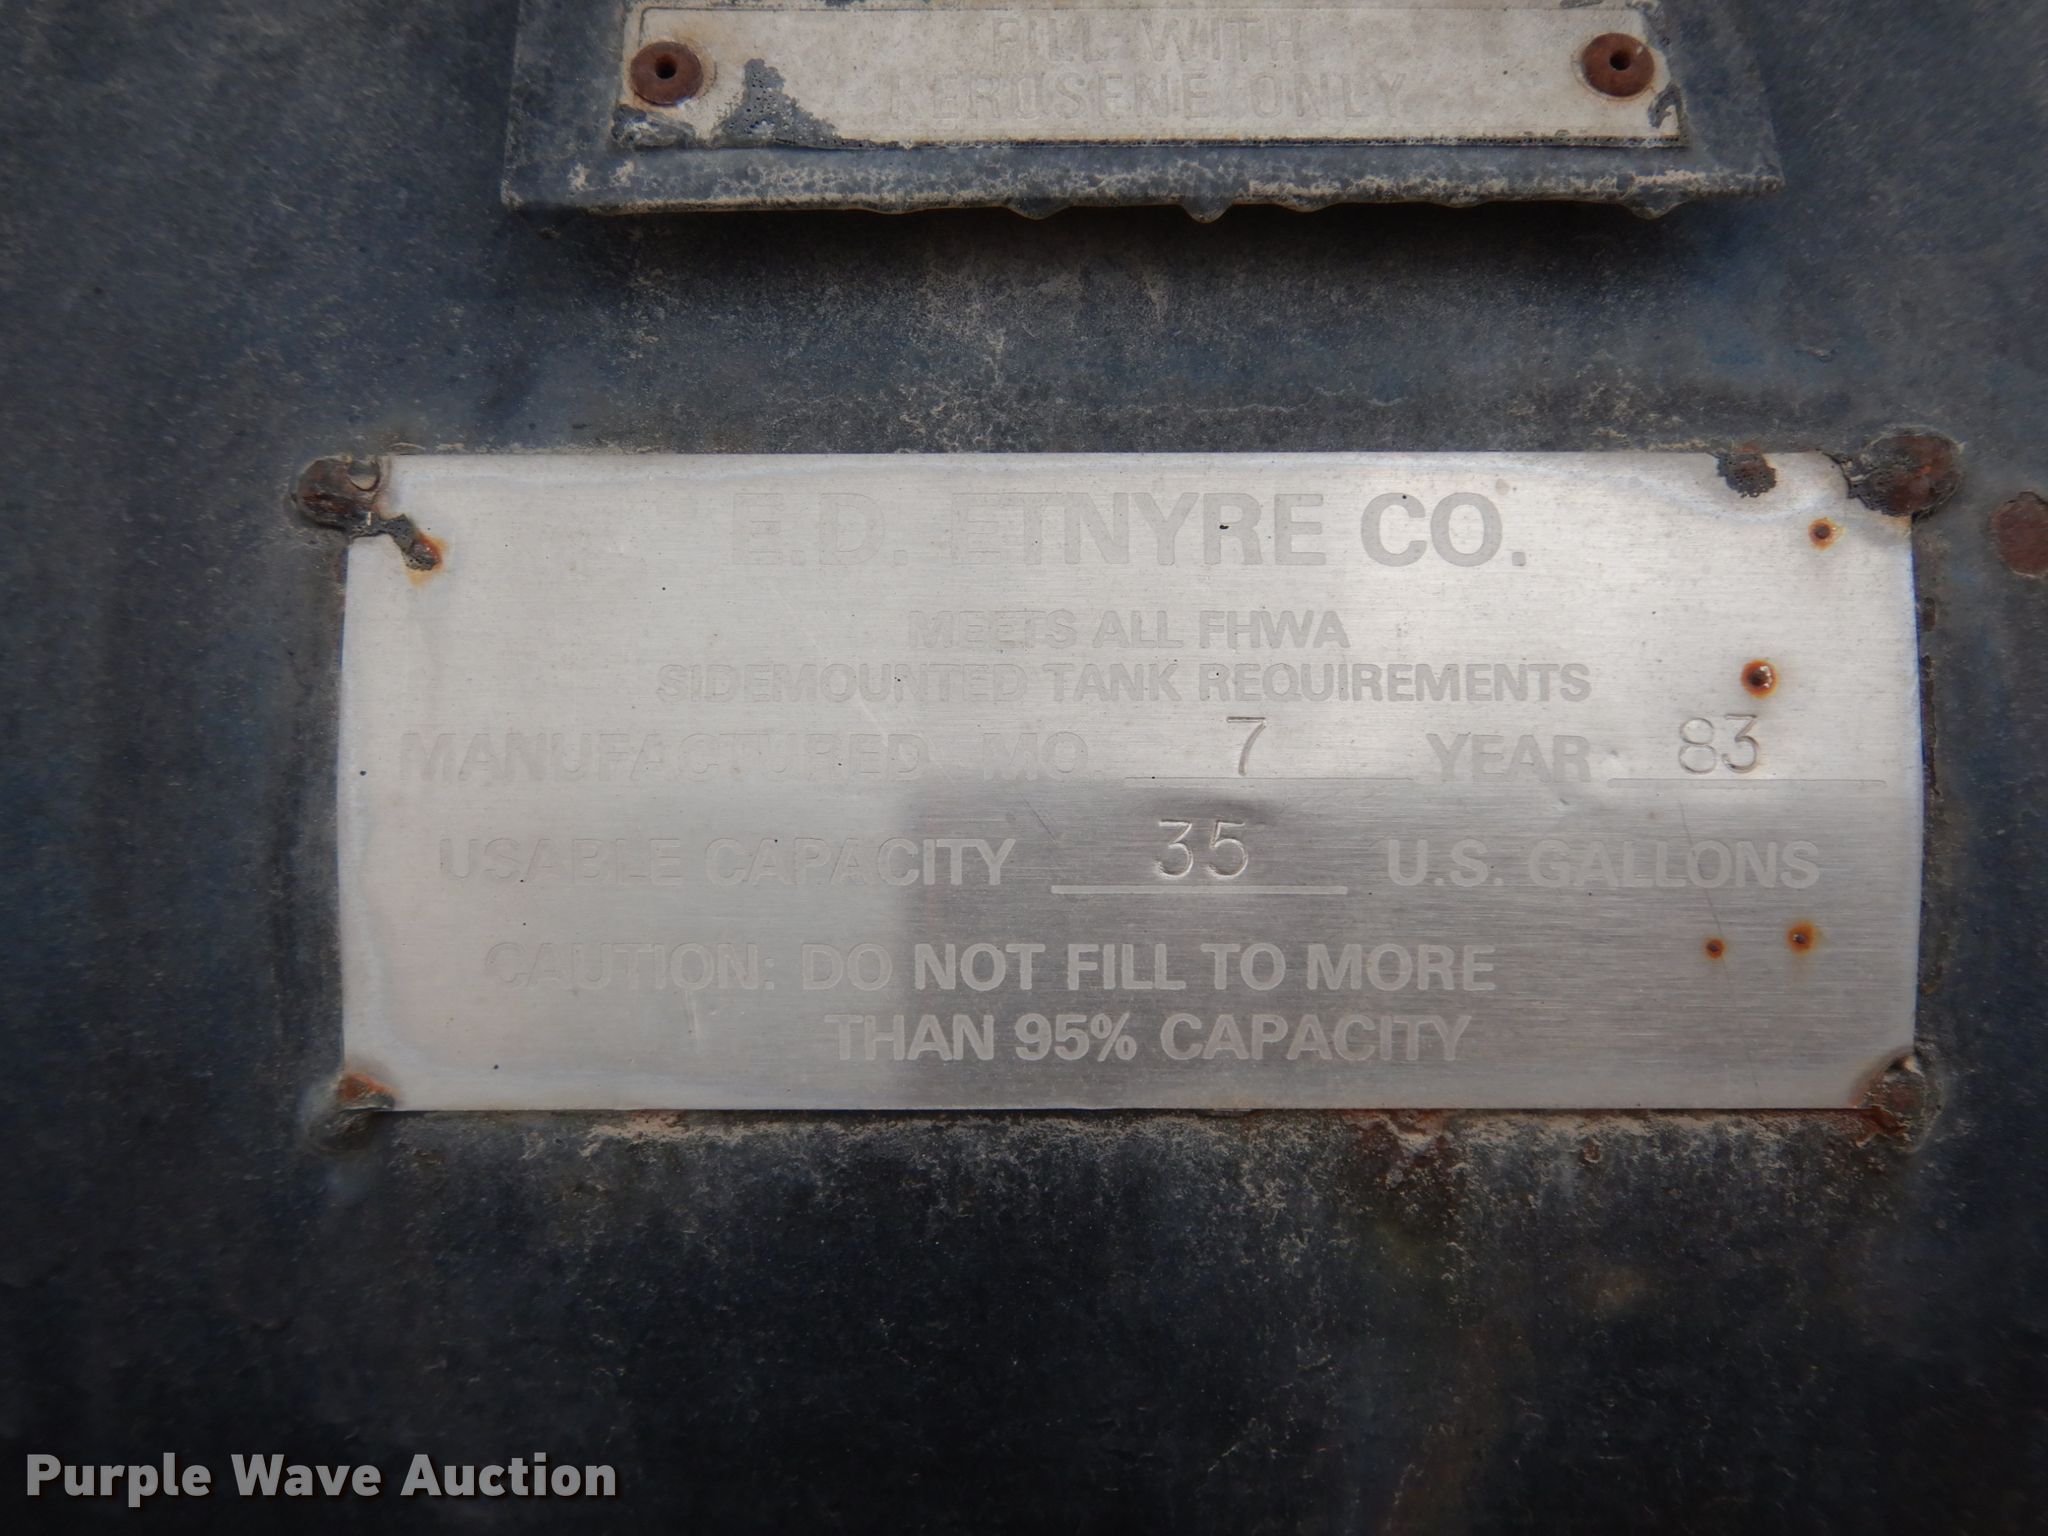 FILL WITH
KEROSENE ONLY
E.D. ETNYRE CO.
MEETS ALL FHWA
SIDEMOUNTED TANK REQUIREMENTS
MANUFACTURED MO. 7 YEAR 83
USABLE CAPACITY 35 U.S. GALLONS
CAUTION: DO NOT FILL TO MORE
THAN 95% CAPACITY
Purple Wave Auction